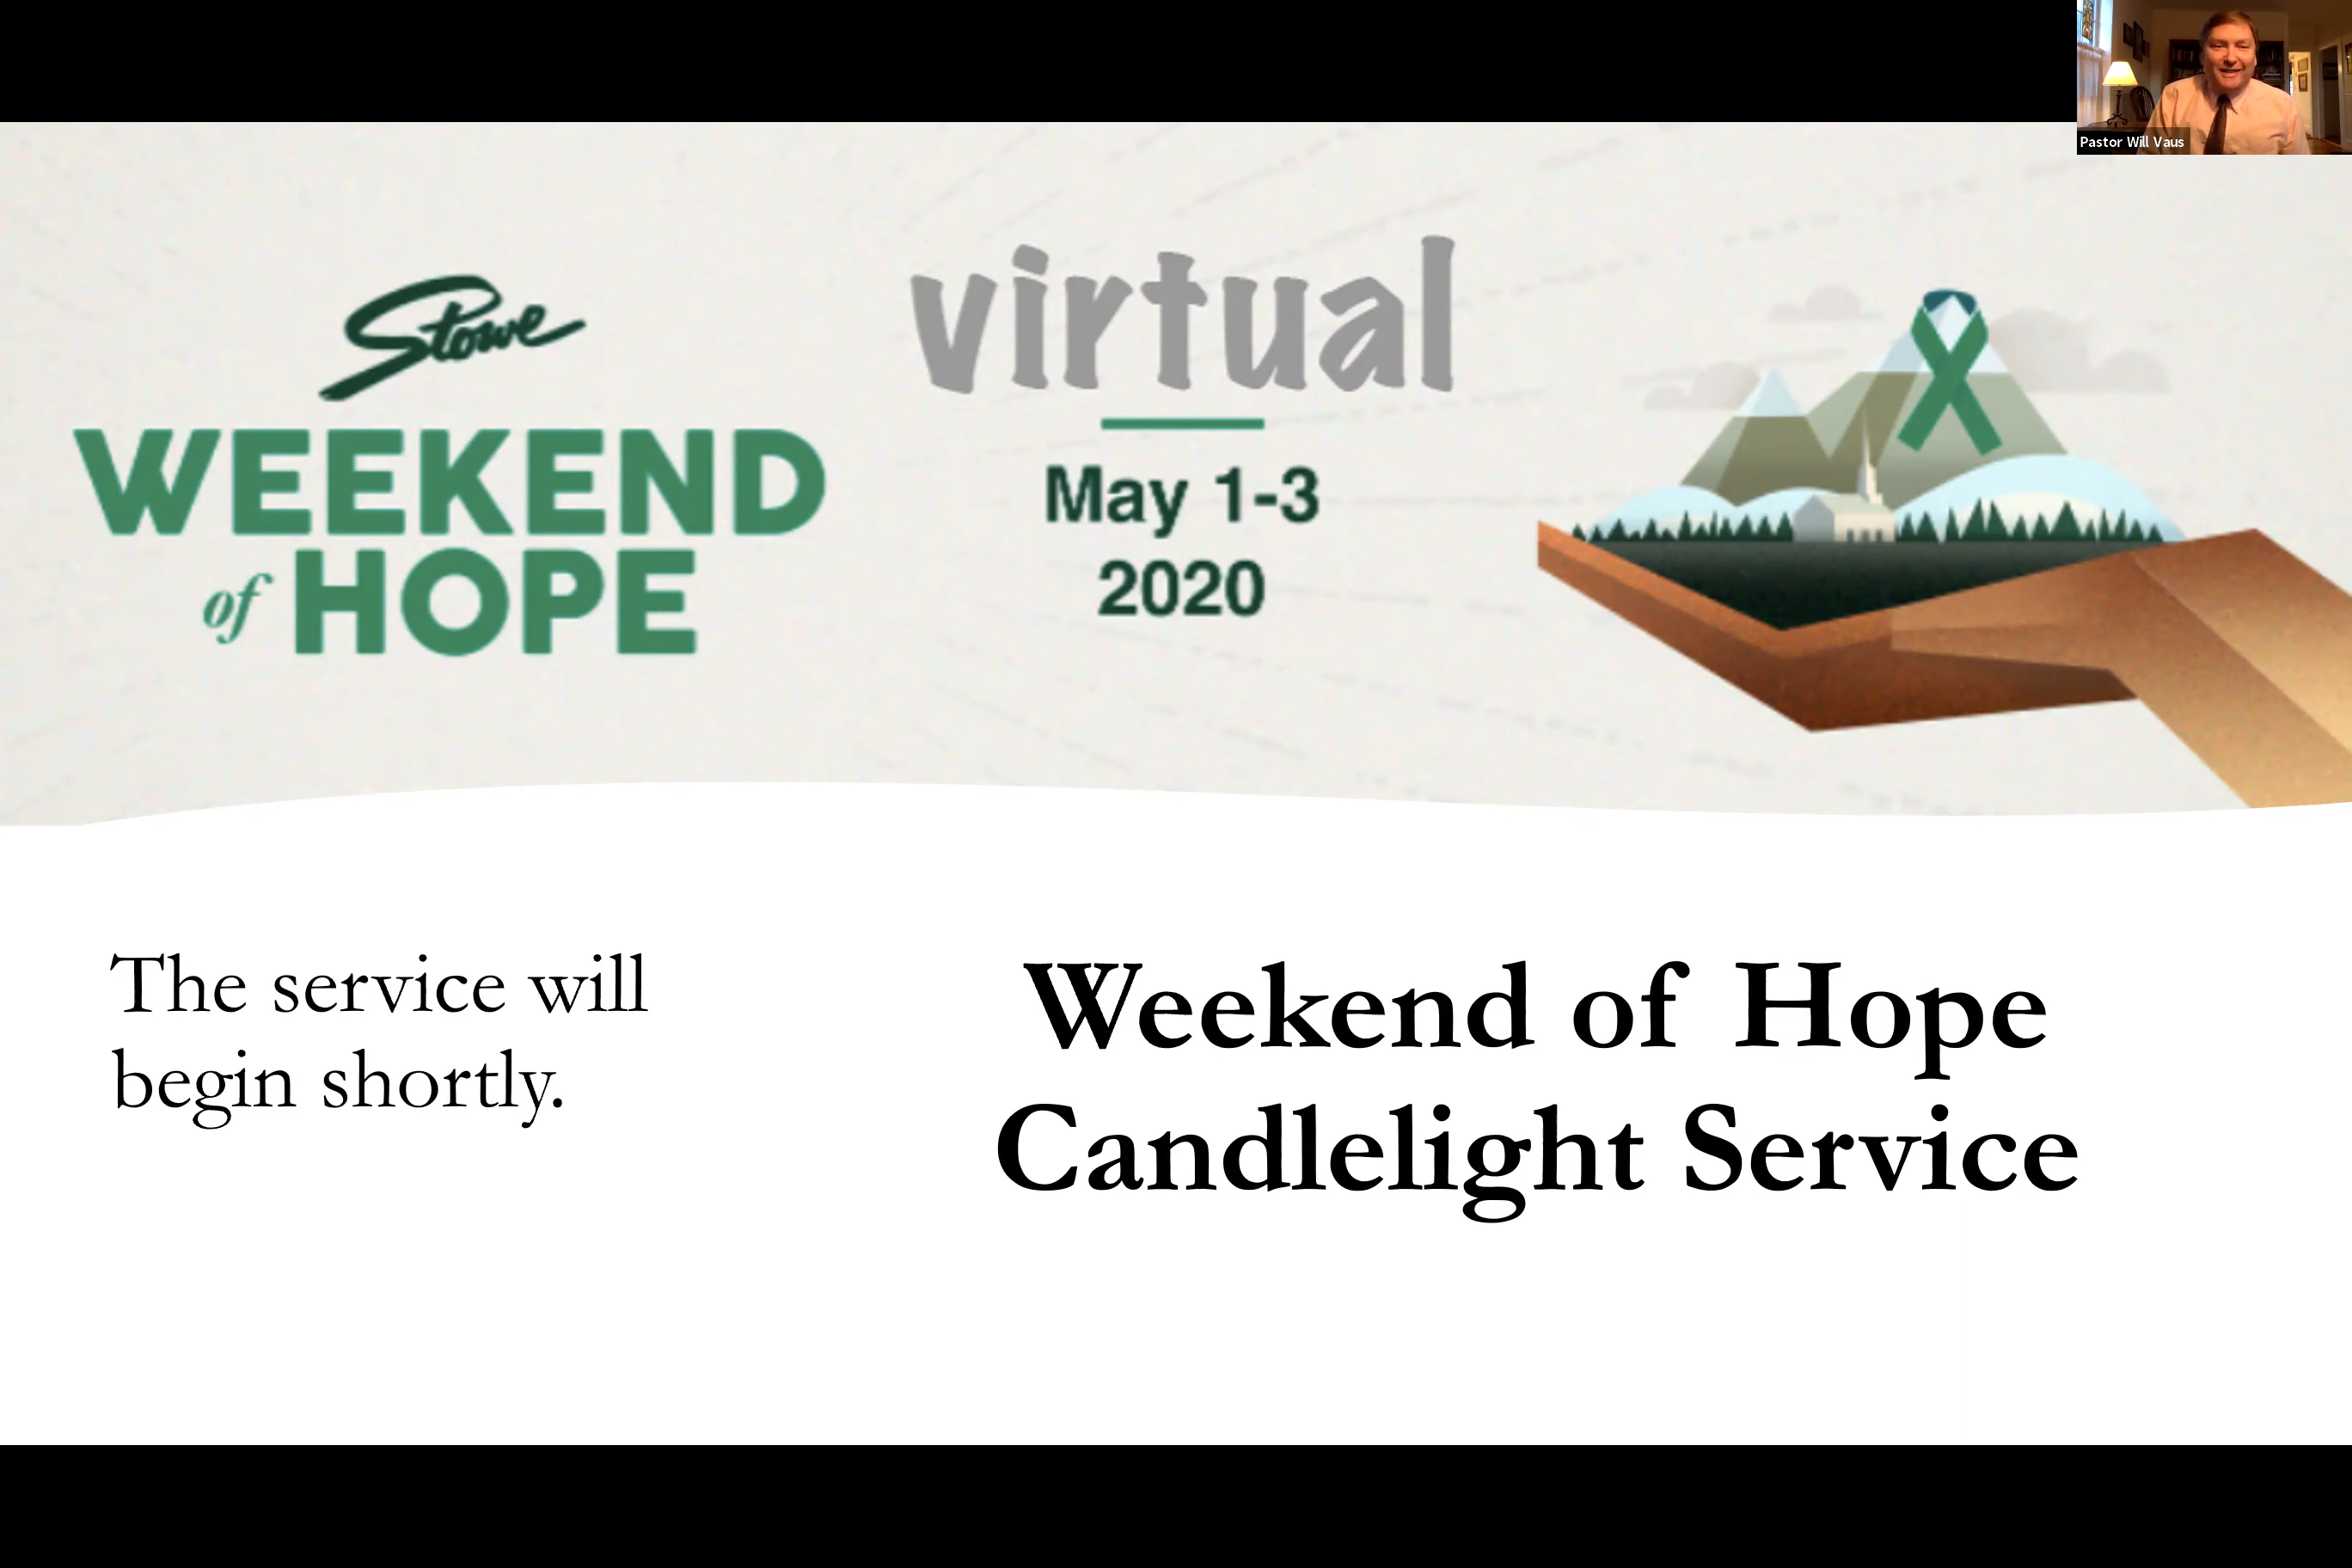 Pastor Will Vaus
Stowe
WEEKEND
of HOPE
virtual
May 1-3
2020
The service will
begin shortly.
Weekend of Hope
Candlelight Service